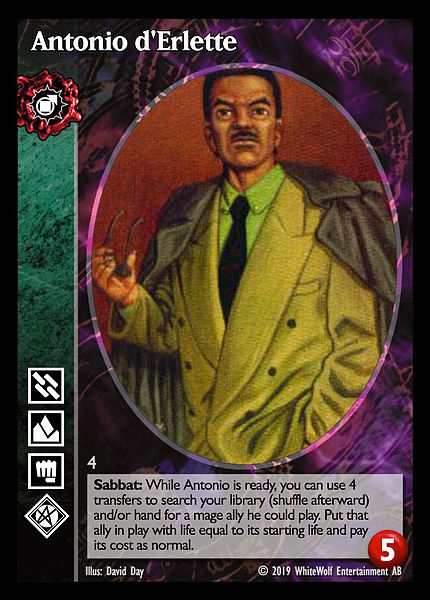 Antonio d'Erlette
4
Sabbat: While Antonio is ready, you can use 4
transfers to search your library (shuffle afterward)
and/or hand for a mage ally he could play. Put that
ally in play with life equal to its starting life and pay
its cost as normal.
5
Illus: David Day
© 2019 WhiteWolf Entertainment AB